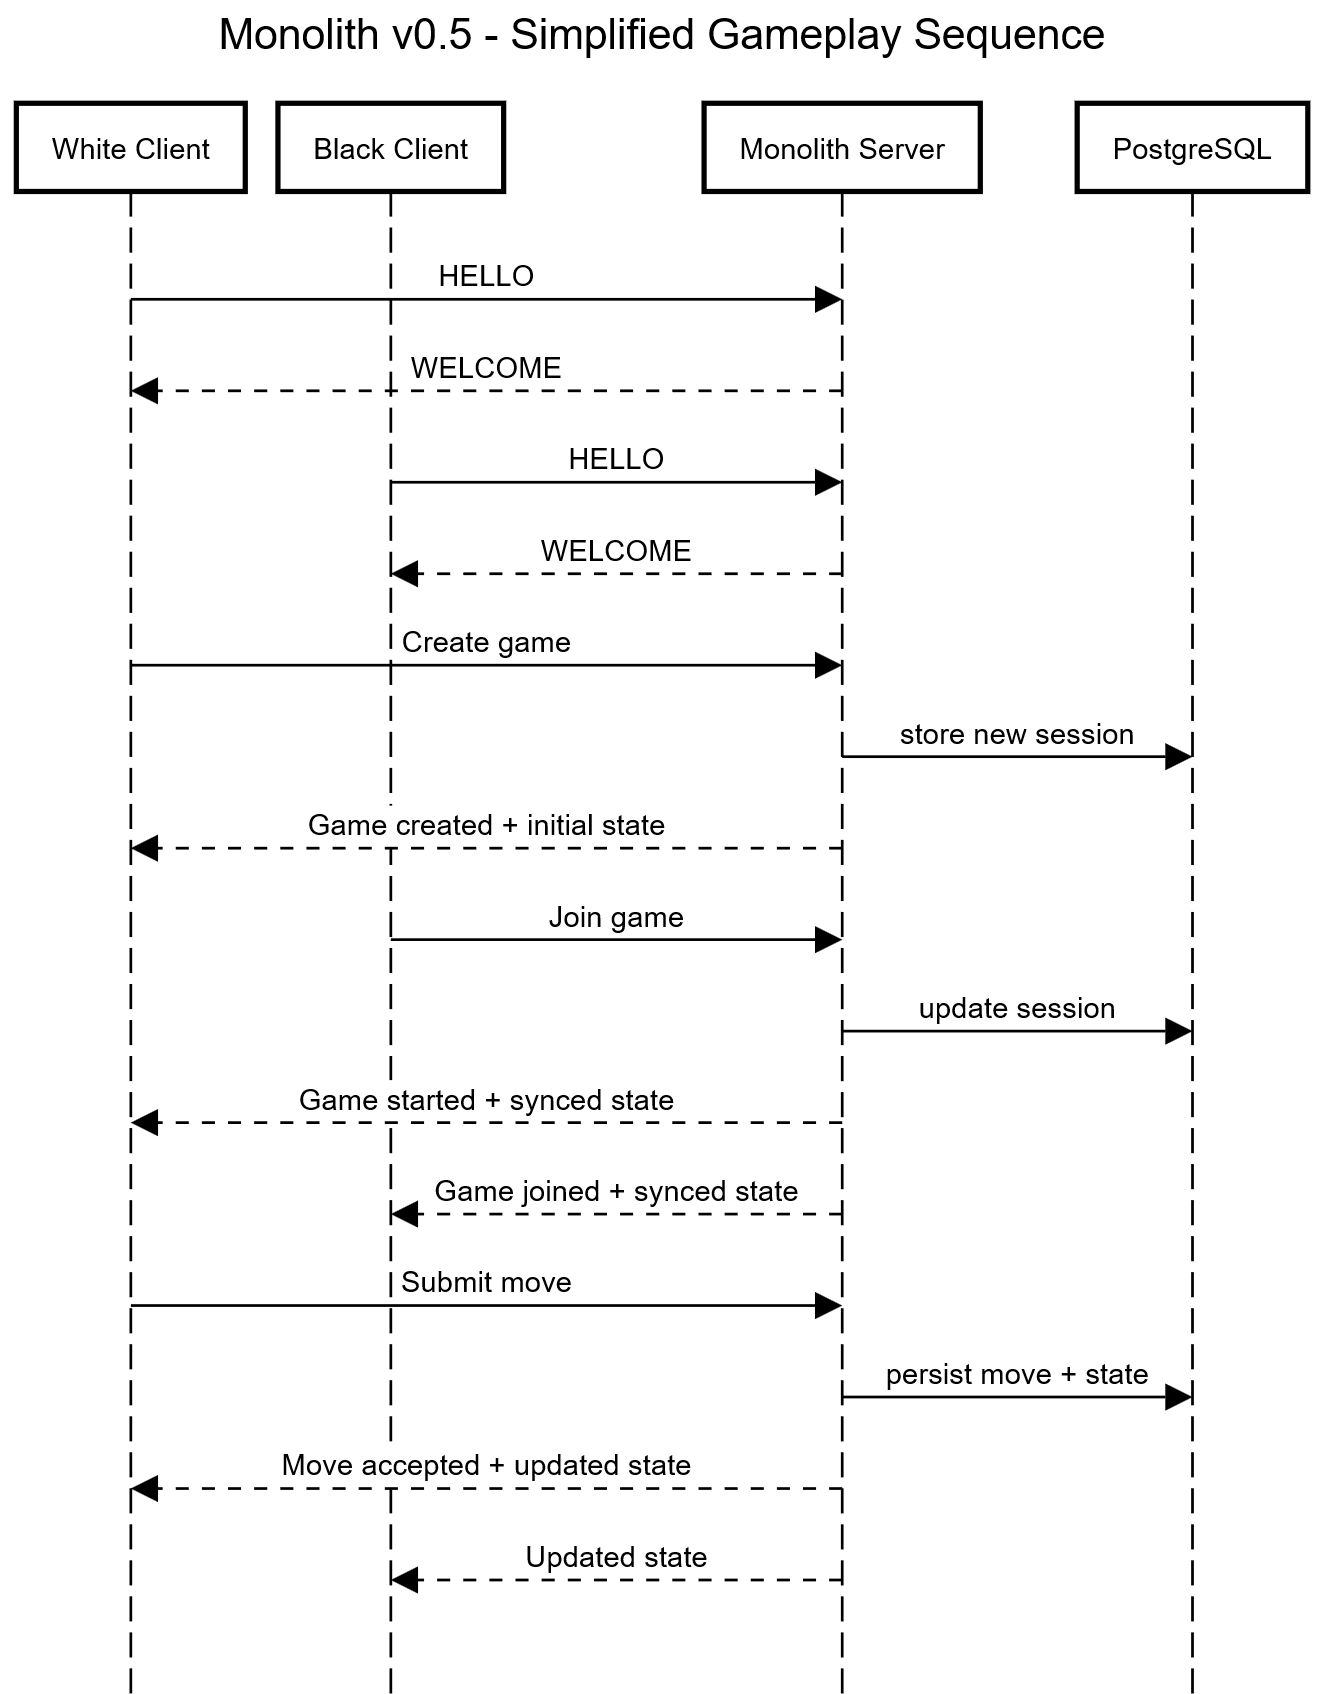 Monolith v0.5 - Simplified Gameplay Sequence
White Client
Black Client
Monolith Server
PostgreSQL
HELLO
WELCOME
HELLO
WELCOME
Create game
store new session
Game created + initial state
Join game
update session
Game started + synced state
Game joined + synced state
Submit move
persist move + state
Move accepted + updated state
Updated state